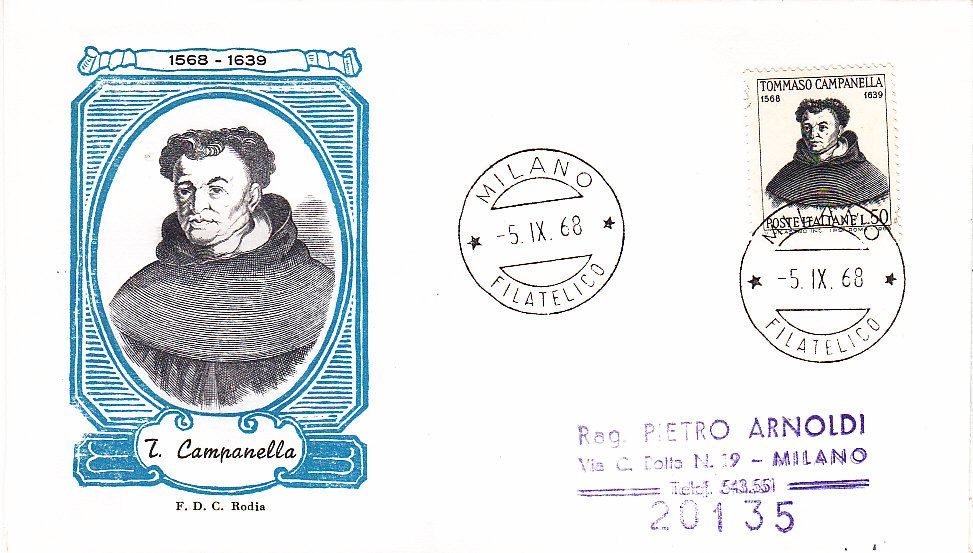 1568 - 1639
T. Campanella
F. D. C. Rodia
MILANO
-5. IX. 68
FILATELICO
TOMMASO CAMPANELLA
1568 1639
POSTE ITALIANE L.50
MILANO
-5. IX. 68
FILATELICO
Rag. PIETRO ARNOLDI
Via C. N. 19 - MILANO
Telef. 543.551
20135